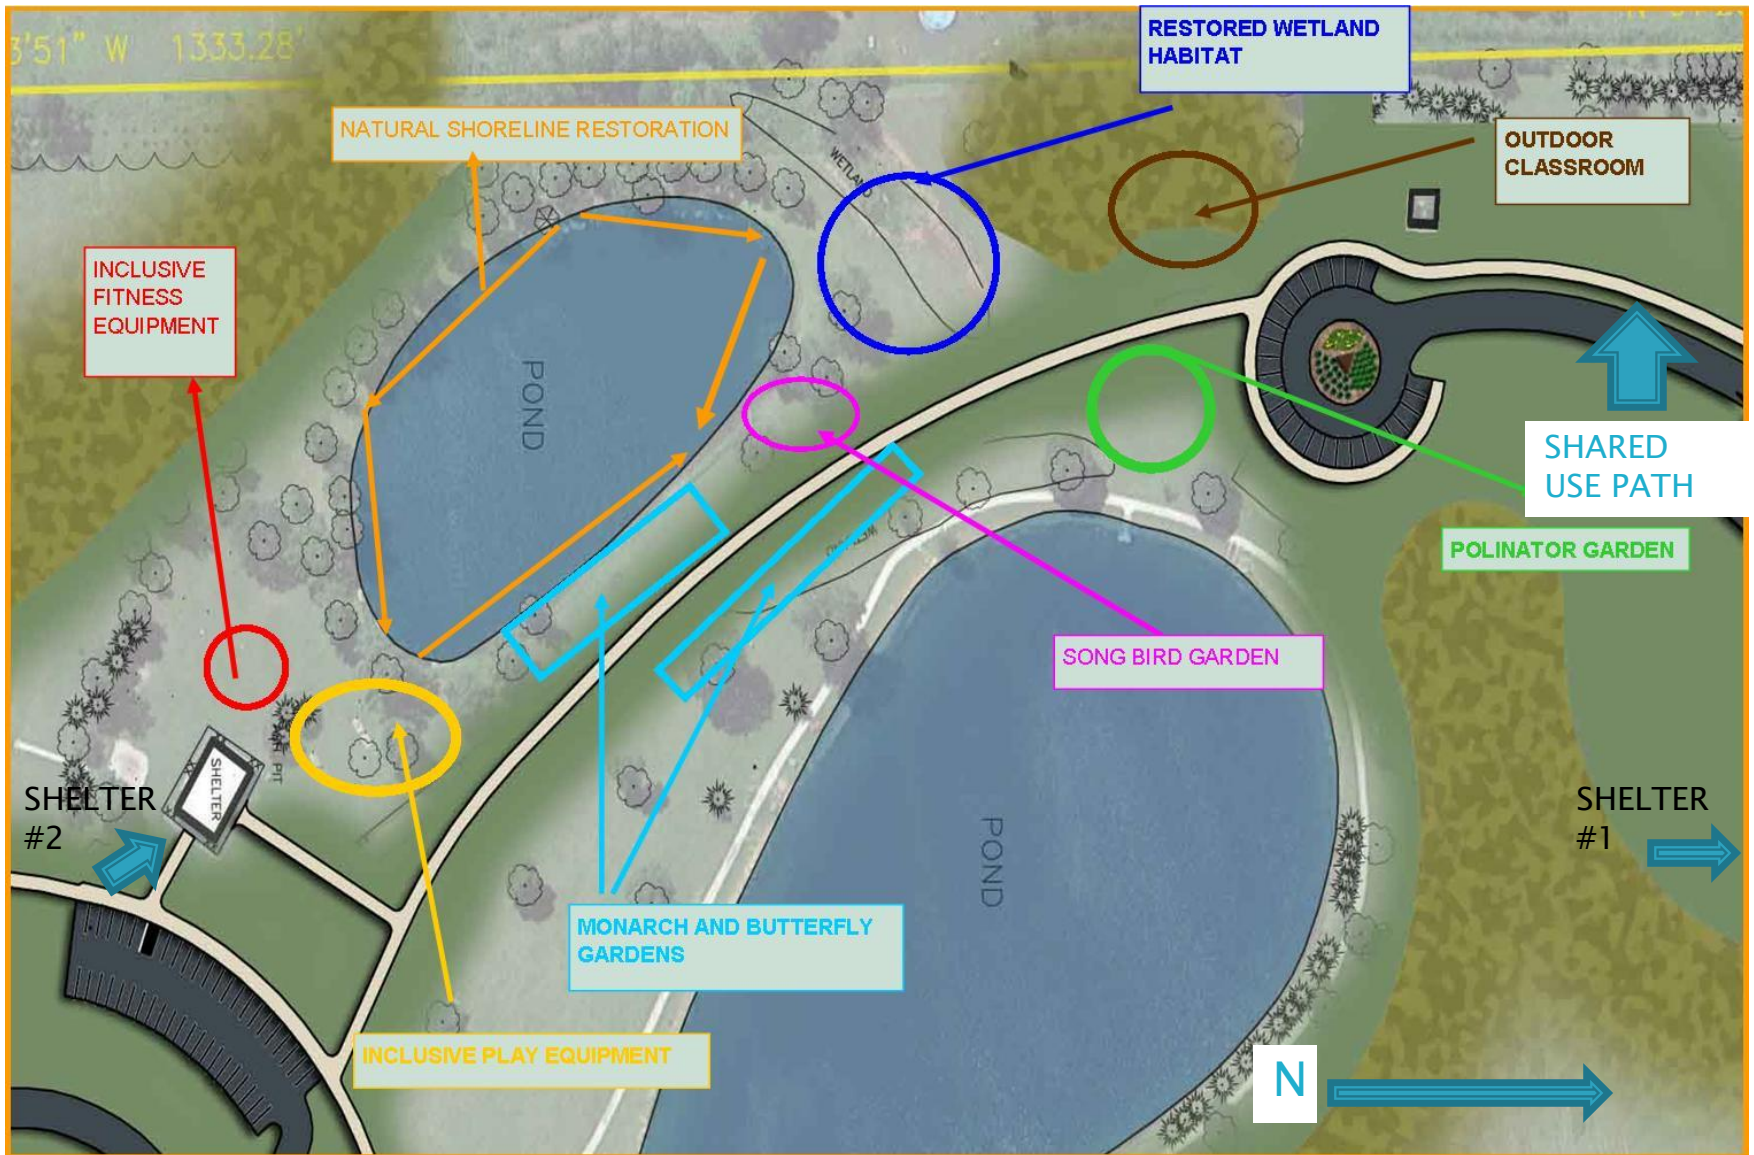 3'51" W 1333.28'
RESTORED WETLAND
HABITAT
NATURAL SHORELINE RESTORATION
OUTDOOR
CLASSROOM
WETLAND
INCLUSIVE
FITNESS
EQUIPMENT
POND
SHARED
USE PATH
POLINATOR GARDEN
WETLAND
SONG BIRD GARDEN
SHELTER
PIT
SHELTER
#2
SHELTER
#1
POND
MONARCH AND BUTTERFLY
GARDENS
INCLUSIVE PLAY EQUIPMENT
N